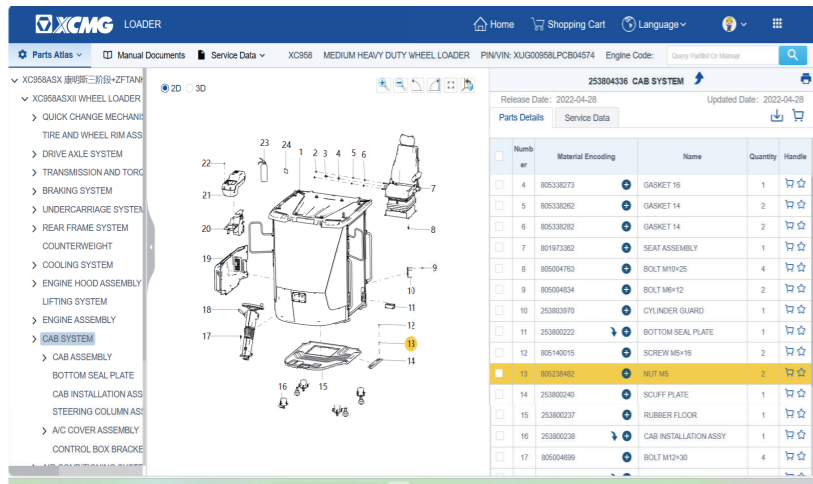 XCMG LOADER Home Shopping Cart Language
Parts Atlas Manual Documents Service Data XC958 MEDIUM HEAVY DUTY WHEEL LOADER PIN/VIN: XUG00958LPCB04574 Engine Code: Query Partlist Or Manual
XC958ASX 康明斯三阶段+ZFTANK
XC958ASXII WHEEL LOADER
QUICK CHANGE MECHANIS
TIRE AND WHEEL RIM ASS
DRIVE AXLE SYSTEM
TRANSMISSION AND TORQ
BRAKING SYSTEM
UNDERCARRIAGE SYSTEM
REAR FRAME SYSTEM
COUNTERWEIGHT
COOLING SYSTEM
ENGINE HOOD ASSEMBLY
LIFTING SYSTEM
ENGINE ASSEMBLY
CAB SYSTEM
CAB ASSEMBLY
BOTTOM SEAL PLATE
CAB INSTALLATION ASS
STEERING COLUMN ASS
A/C COVER ASSEMBLY
CONTROL BOX BRACKE
2D 3D
23 24 1 2 3 4 5 6
22
7
21
8
20
19
9
10
18
11
12
17
13
14
16 15
253804336 CAB SYSTEM
Release Date: 2022-04-28 Updated Date: 2022-04-28
Parts Details Service Data
Number Material Encoding Name Quantity Handle
4 805338273 GASKET 16 1
5 805338262 GASKET 14 2
6 805338282 GASKET 14 2
7 801973362 SEAT ASSEMBLY 1
8 805004763 BOLT M10×25 4
9 805004834 BOLT M6×12 2
10 253803970 CYLINDER GUARD 1
11 253800222 BOTTOM SEAL PLATE 1
12 805140015 SCREW M5×16 2
13 805238482 NUT M5 2
14 253800240 SCUFF PLATE 1
15 253800237 RUBBER FLOOR 1
16 253800238 CAB INSTALLATION ASSY 1
17 805004699 BOLT M12×30 4